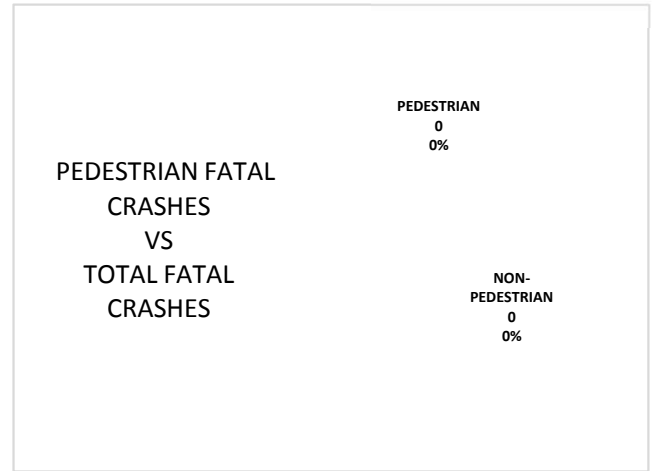 PEDESTRIAN FATAL
CRASHES
VS
TOTAL FATAL
CRASHES
PEDESTRIAN
0
0%
NON-
PEDESTRIAN
0
0%